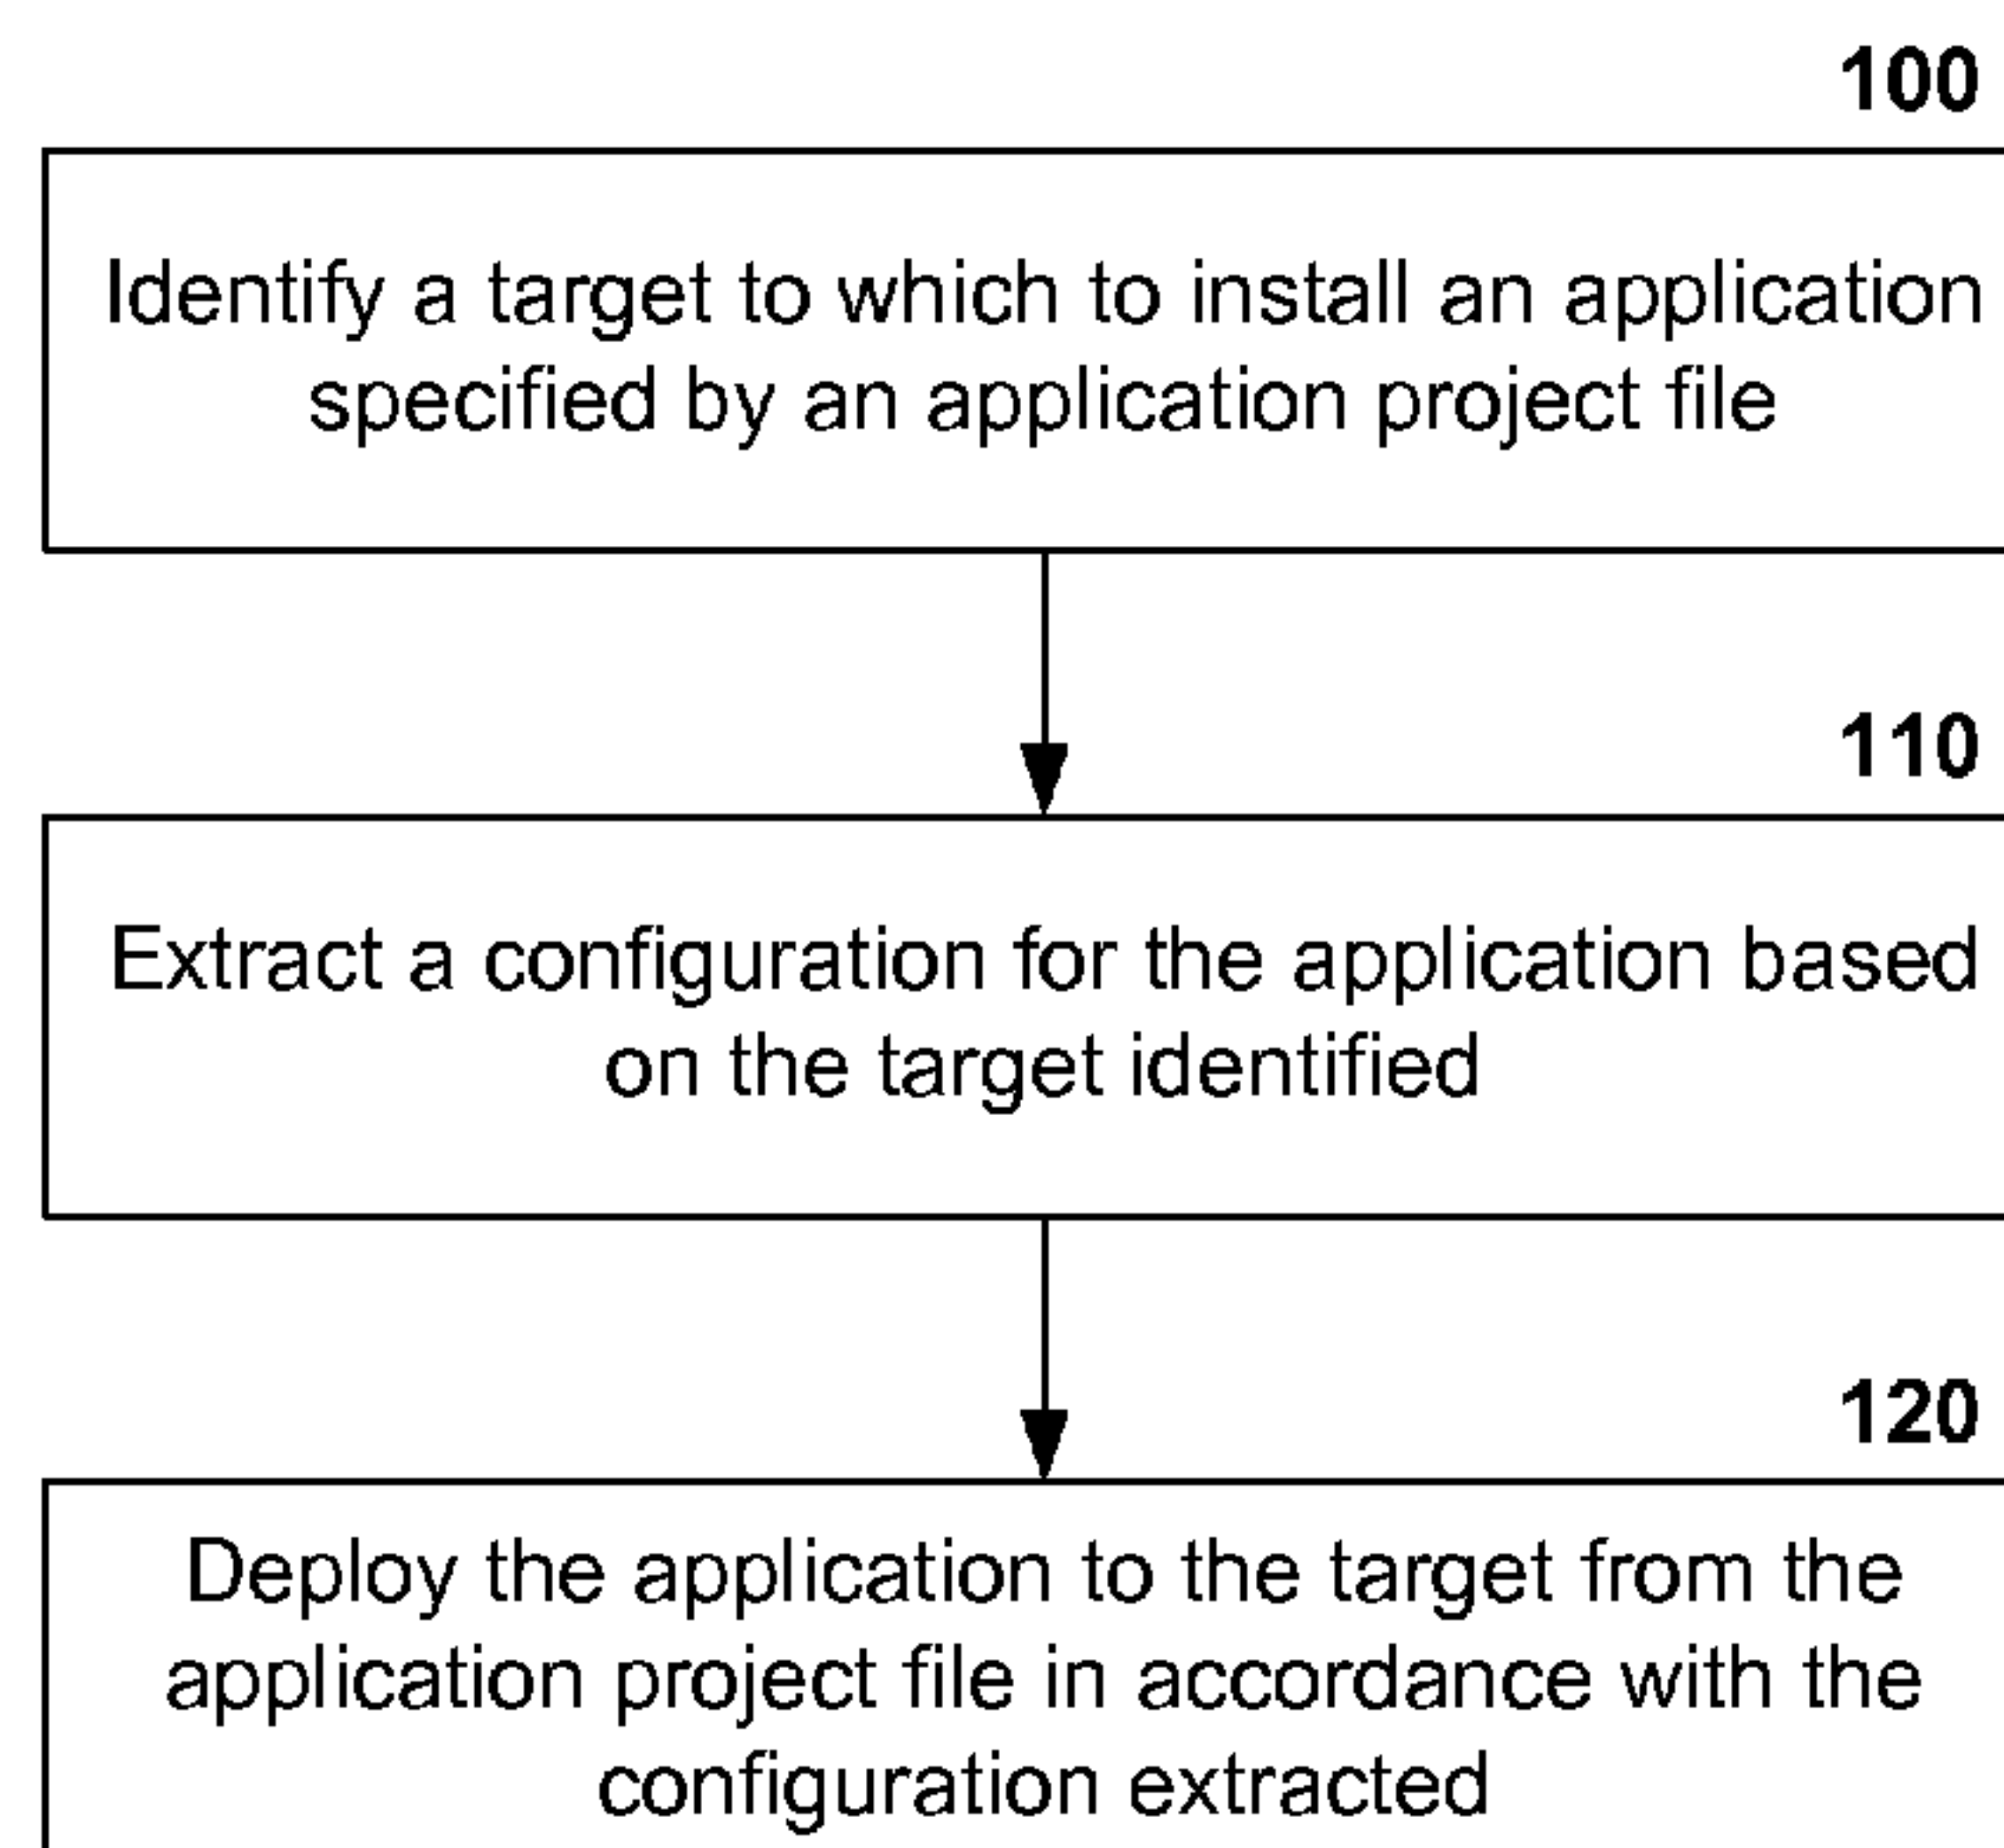 100
Identify a target to which to install an application
specified by an application project file
110
Extract a configuration for the application based
on the target identified
120
Deploy the application to the target from the
application project file in accordance with the
configuration extracted